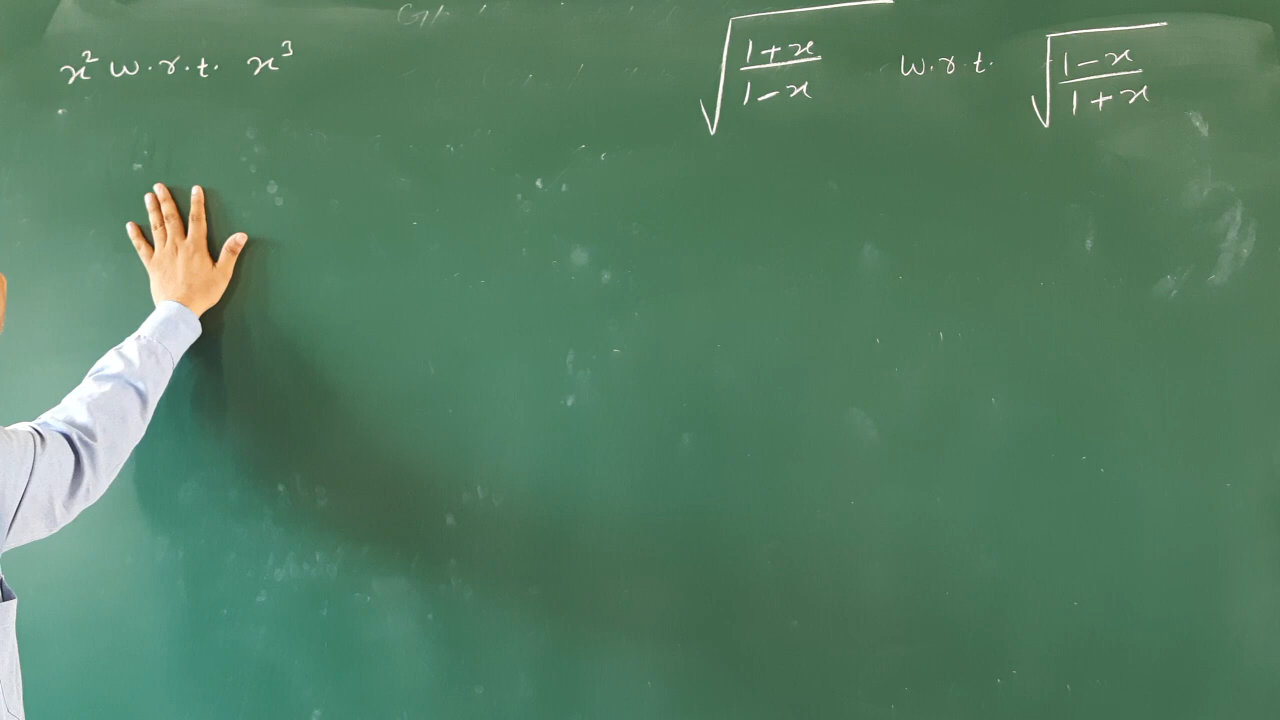 x² w.r.t. x³
√((1+x)/(1-x)) w.r.t. √((1-x)/(1+x))